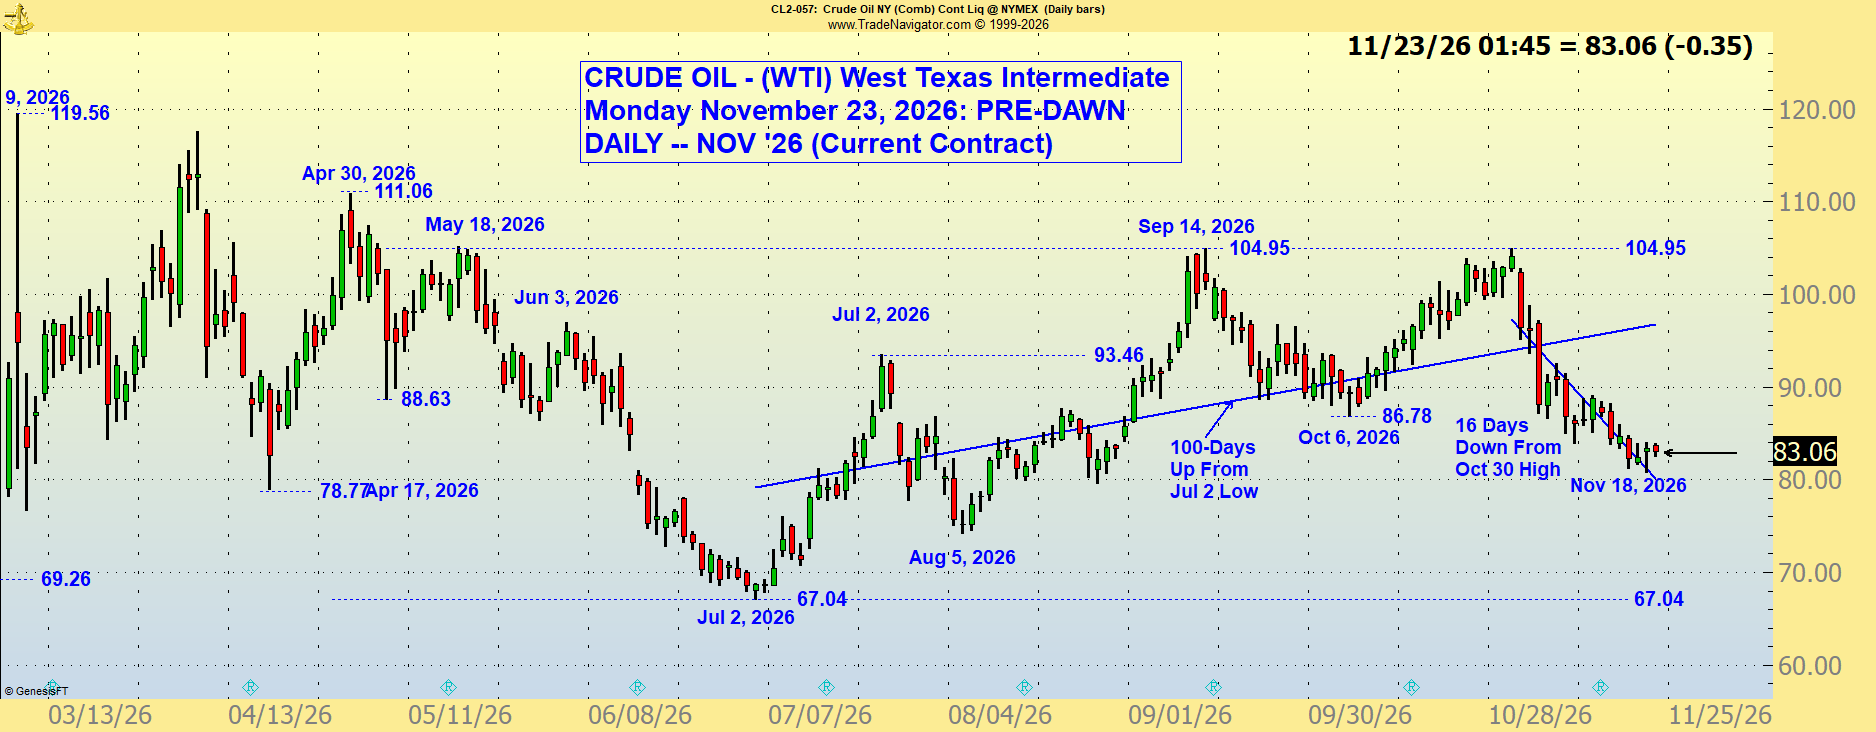 CL2-057: Crude Oil NY (Comb) Cont Liq @ NYMEX (Daily bars)
www.TradeNavigator.com © 1999-2026
11/23/26 01:45 = 83.06 (-0.35)
CRUDE OIL - (WTI) West Texas Intermediate
Monday November 23, 2026: PRE-DAWN
DAILY -- NOV '26 (Current Contract)
9, 2026
119.56
Apr 30, 2026
111.06
May 18, 2026
Sep 14, 2026
104.95
104.95
Jun 3, 2026
Jul 2, 2026
93.46
88.63
86.78
Oct 6, 2026
100-Days
Up From
Jul 2 Low
16 Days
Down From
Oct 30 High
Nov 18, 2026
78.77
Apr 17, 2026
Aug 5, 2026
69.26
67.04
67.04
Jul 2, 2026
120.00
110.00
100.00
90.00
83.06
80.00
70.00
60.00
R
R
R
R
R
R
R
R
R
© GenesisFT
03/13/26
04/13/26
05/11/26
06/08/26
07/07/26
08/04/26
09/01/26
09/30/26
10/28/26
11/25/26